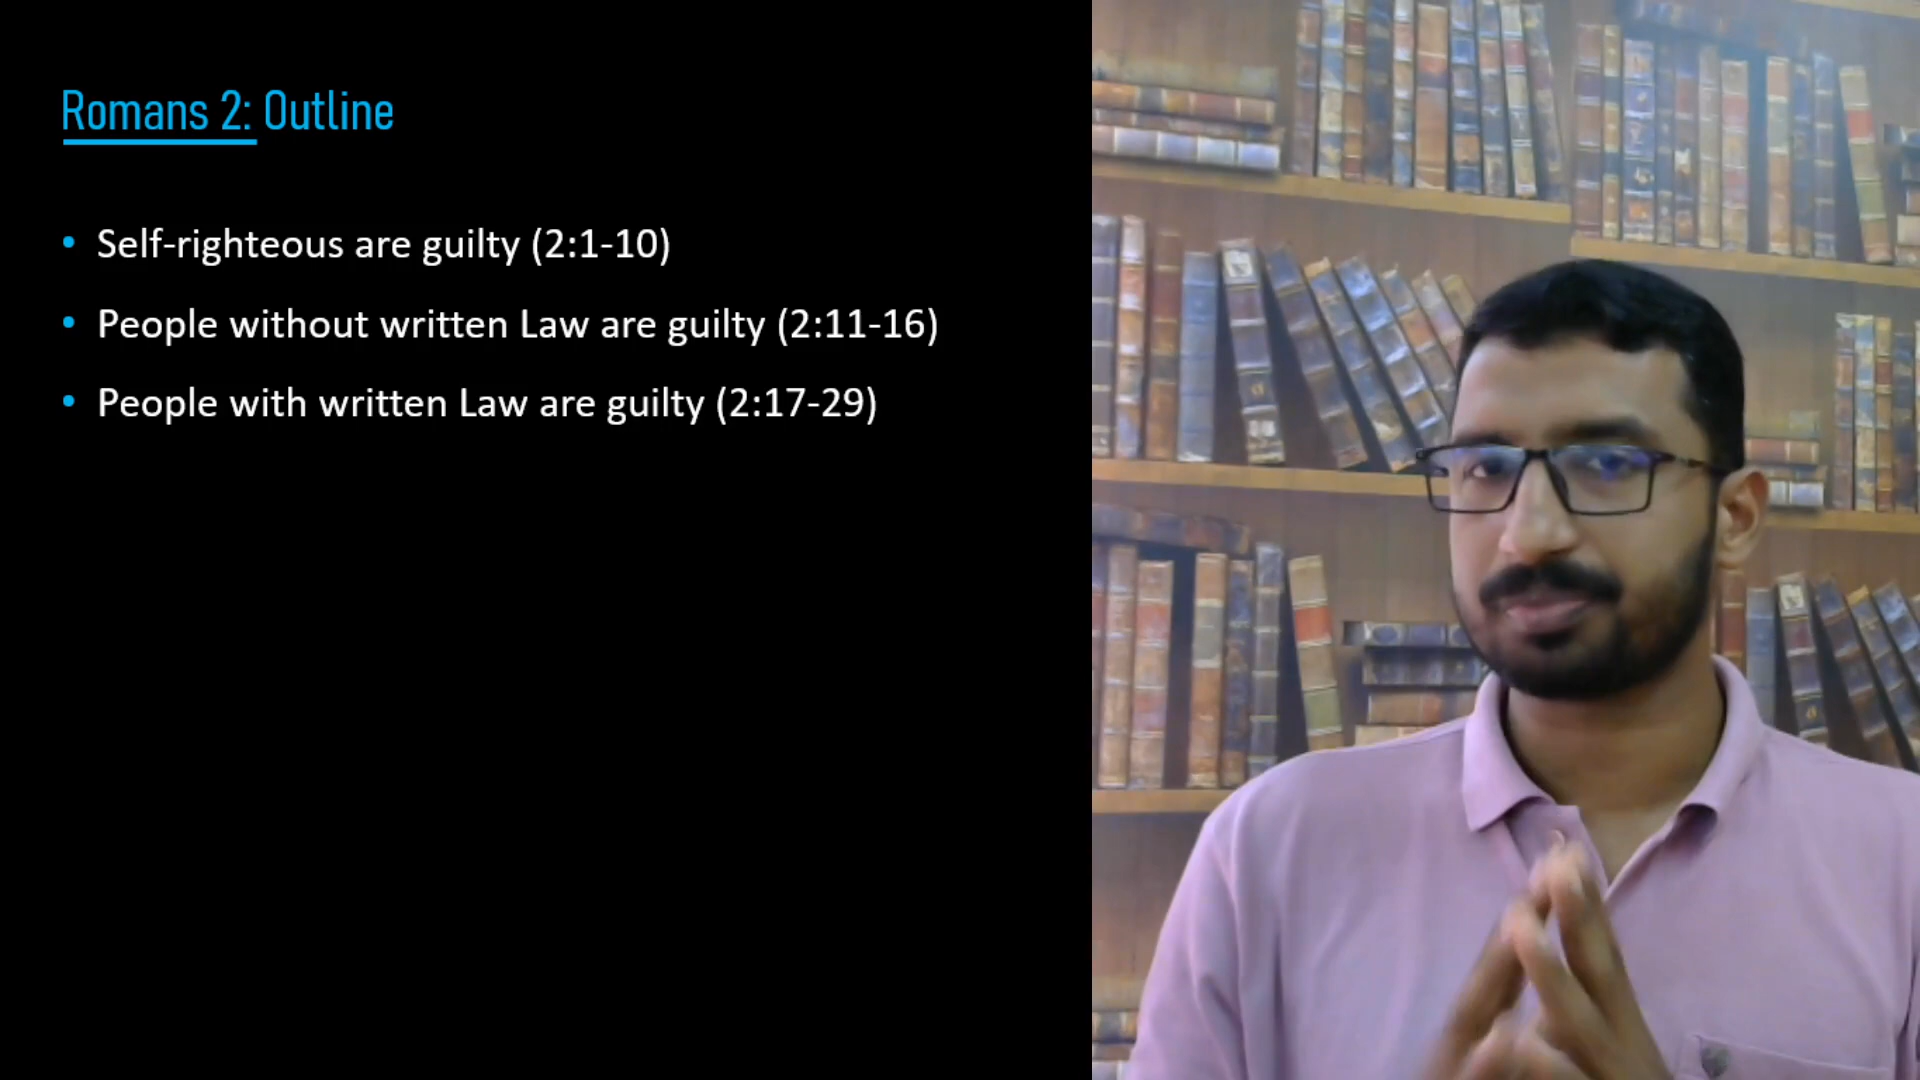 Romans 2: Outline
• Self-righteous are guilty (2:1-10)
• People without written Law are guilty (2:11-16)
• People with written Law are guilty (2:17-29)